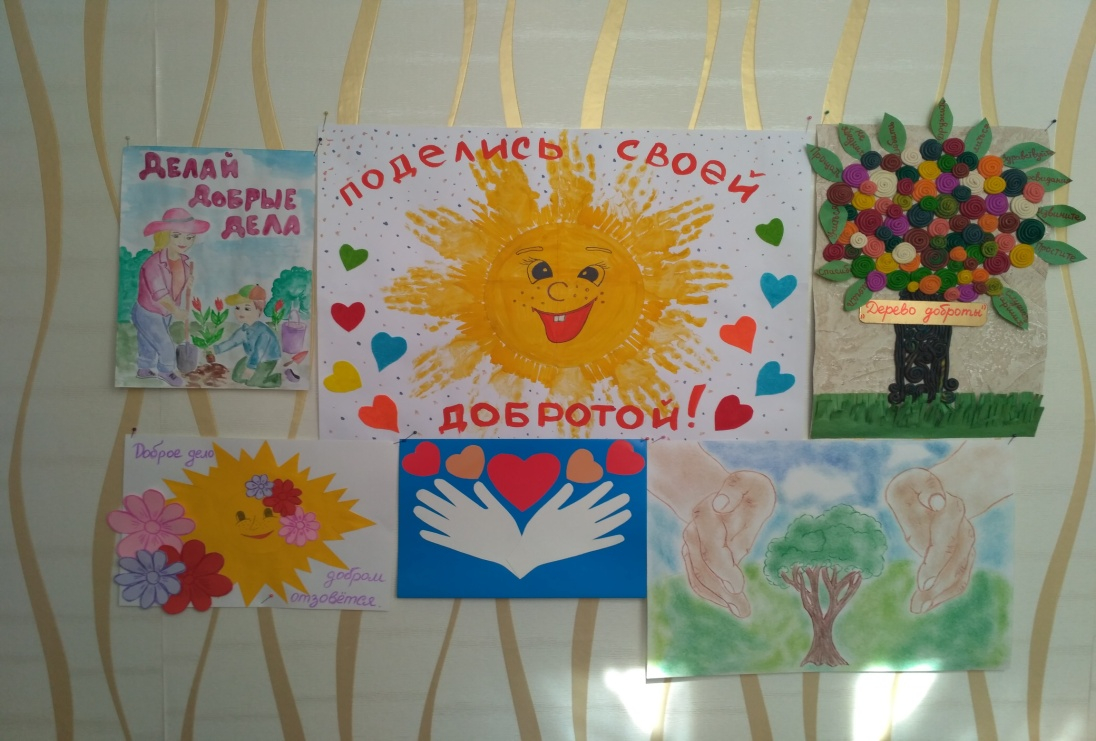 ДЕЛАЙ
ДОБРЫЕ
ДЕЛА
ПОДЕЛИСЬ СВОЕЙ
ДОБРОТОЙ!
"Дерево доброты"
Доброе дело
добром
отзовётся.